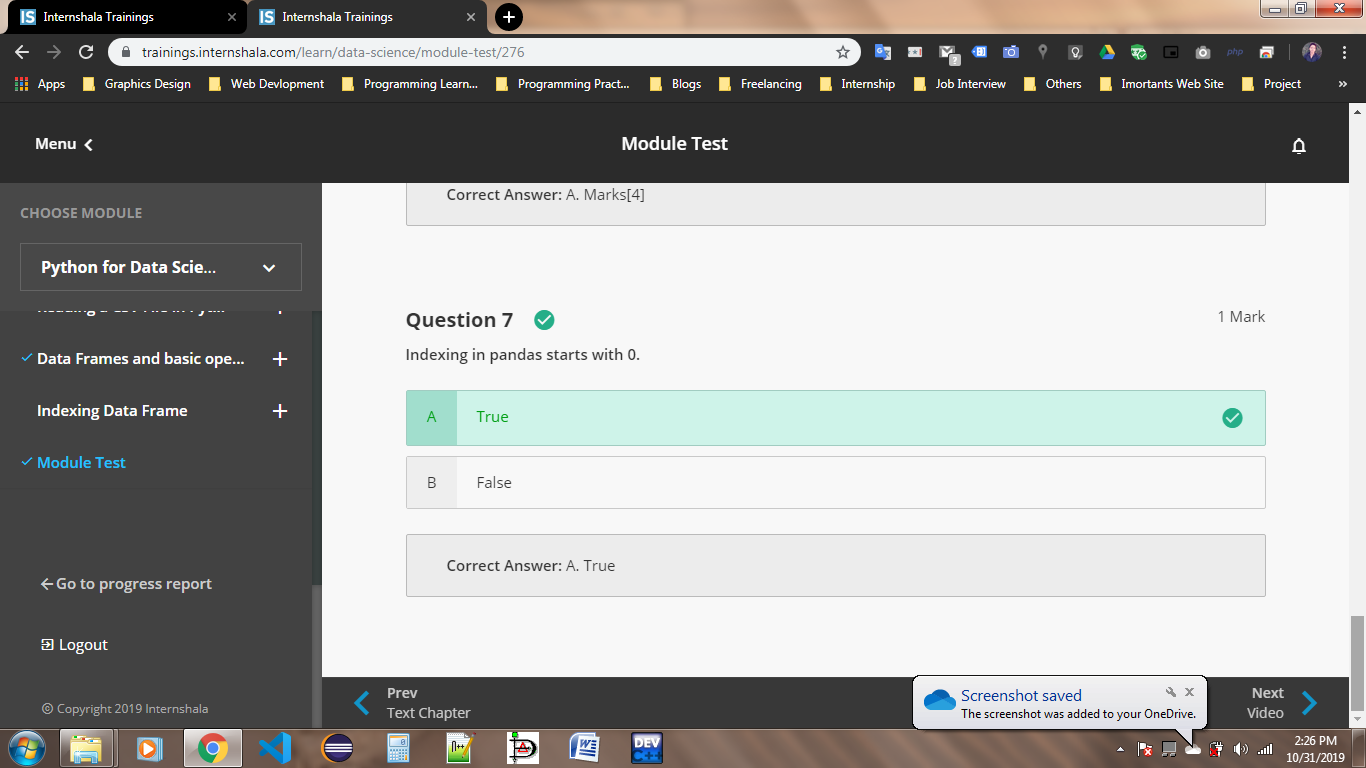 Internshala Trainings
Internshala Trainings
trainings.internshala.com/learn/data-science/module-test/276
Apps
Graphics Design
Web Devlopment
Programming Learn...
Programming Pract...
Blogs
Freelancing
Internship
Job Interview
Others
Imortants Web Site
Project
»
Menu
Module Test
CHOOSE MODULE
Python for Data Scie...
Data Frames and basic ope...
Indexing Data Frame
Module Test
Go to progress report
Logout
© Copyright 2019 Internshala
Correct Answer: A. Marks[4]
Question 7
1 Mark
Indexing in pandas starts with 0.
A True
B False
Correct Answer: A. True
Prev
Text Chapter
Next
Video
Screenshot saved
The screenshot was added to your OneDrive.
2:26 PM
10/31/2019